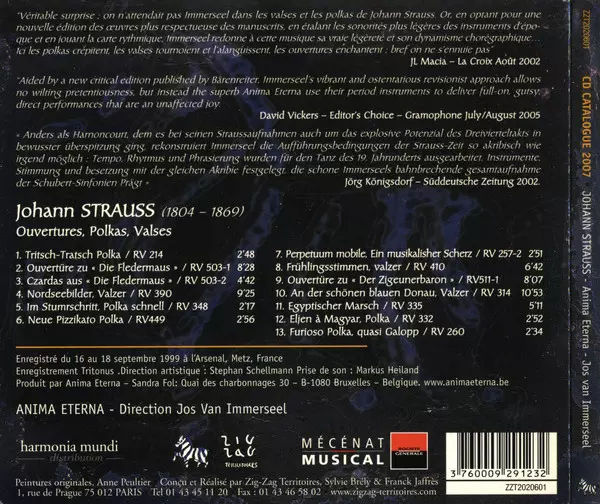 "Véritable surprise : on n'attendait pas Immerseel dans les valses et les polkas de Johann Strauss. Or, en optant pour une
nouvelle édition des œuvres plus respectueuse des manuscrits, en étalant les sonorités plus légères des instruments d'époque
et en jouant la carte rythmique, Immerseel redonne à cette musique sa vraie légèreté et son dynamisme chorégraphique...
Ici les polkas crépitent, les valses tournoient et l'alanguissent, les ouvertures enchantent : bref on ne s'ennuie pas"
JL Macia – La Croix Août 2002
"Aided by a new critical edition published by Bärenreiter, Immerseel's vibrant and ostentatious revisionist approach allows
no wilting pretentiousness, but instead the superb Anima Eterna use their period instruments to deliver full-on, gutsy,
direct performances that are an unaffected joy.
David Vickers – Editor's Choice – Gramophone July/August 2005
« Anders als Harnoncourt, dem es bei seinen Straussaufnahmen auch um das explosive Potenzial des Dreivierteltakts in
bewusster überspitzung ging, rekonstruiert Immerseel die Aufführungsbedingungen der Strauss-Zeit so akribisch wie
irgend möglich : Tempo, Rhytmus und Phrasierung wurden für den Tanz des 19. Jahrhunderts ausgearbeitet, Instrumente,
Stimmung und besetzung mit der gleichen Akribie festgelegt, die schone Immerseels bahnbrechende gesamtaufnahme
der Schubert-Sinfonien Prägt »
Jörg Königsdorf – Süddeutsche Zeitung 2002.
Johann STRAUSS (1804 – 1869)
Ouvertures, Polkas, Valses
1. Tritsch-Tratsch Polka / RV 214 2'48
2. Ouvertüre zu « Die Fledermaus » / RV 503-1 8'28
3. Czardas aus « Die Fledermaus » / RV 503-2 4'42
4. Nordseebilder, Valzer / RV 390 9'25
5. Im Stumrschritt, Polka schnell / RV 348 2'17
6. Neue Pizzikato Polka / RV449 2'56
7. Perpetuum mobile, Ein musikalisher Scherz / RV 257-2 2'51
8. Frühlingsstimmen, valzer / RV 410 6'42
9. Ouvertüre zu « Der Zigeunerbaron » /RV511-1 8'07
10. An der schönen blauen Donau, Valzer / RV 314 10'53
11. Egyptischer Marsch / RV 335 5'11
12. Eljen à Magyar, Polka / RV 332 2'52
13. Furioso Polka, quasi Galopp / RV 260 2'34
Enregistré du 16 au 18 septembre 1999 à l'Arsenal, Metz, France
Enregistrement Tritonus .Direction artistique : Stephan Schellmann Prise de son : Markus Heiland
Produit par Anima Eterna – Sandra Fol: Quai des charbonnages 30 – B-1080 Bruxelles – Belgique. www.animaeterna.be
ANIMA ETERNA - Direction Jos Van Immerseel
harmonia mundi
distribution
ZIG
ZAG
TERRITOIRES
MÉCÉNAT
MUSICAL
SOCIETE
GENERALE
3 760009 291232
ZZT2020601
Peintures originales, Anne Peultier Conçu et Réalisé par Zig-Zag Territoires, Sylvie Brély & Franck Jaffrès
1, rue de Prague 75 012 PARIS Tel 01 43 45 11 20 - Fax : 01 43 46 58 02 - www.zigzag-territoires.com
ZZT2020601
CD CATALOGUE 2007 - JOHANN STRAUSS - Anima Eterna - Jos van Immerseel